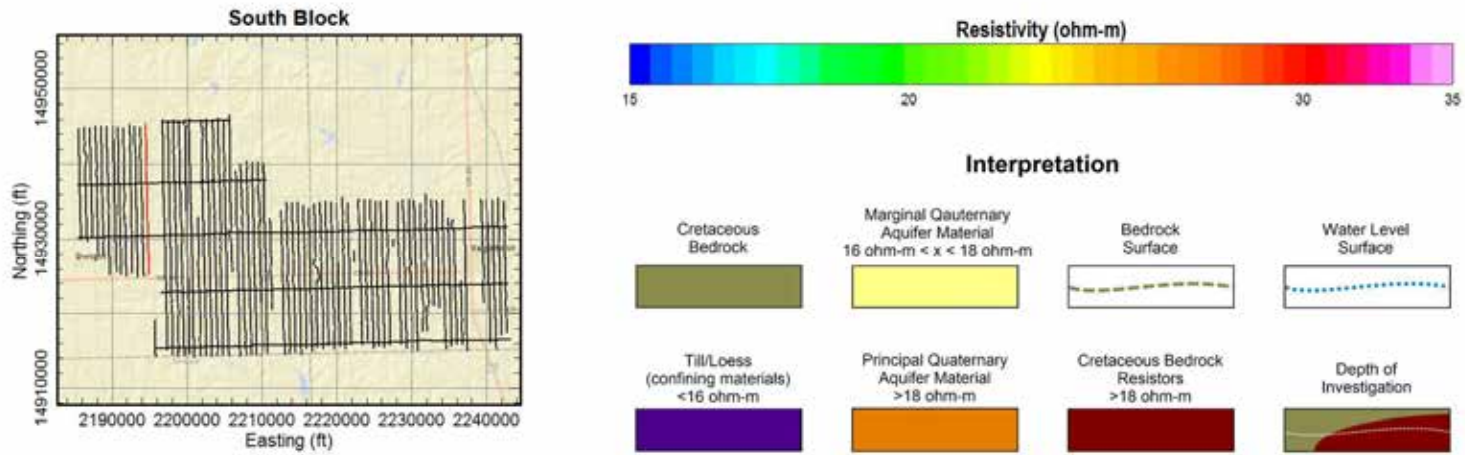 South Block
14950000
14930000
14910000
Northing (ft)
2190000 2200000 2210000 2220000 2230000 2240000
Easting (ft)
Resistivity (ohm-m)
15 20 30 35
Interpretation
Cretaceous
Bedrock
Marginal Qauternary
Aquifer Material
16 ohm-m < x < 18 ohm-m
Bedrock
Surface
Water Level
Surface
Till/Loess
(confining materials)
<16 ohm-m
Principal Quaternary
Aquifer Material
>18 ohm-m
Cretaceous Bedrock
Resistors
>18 ohm-m
Depth of
Investigation